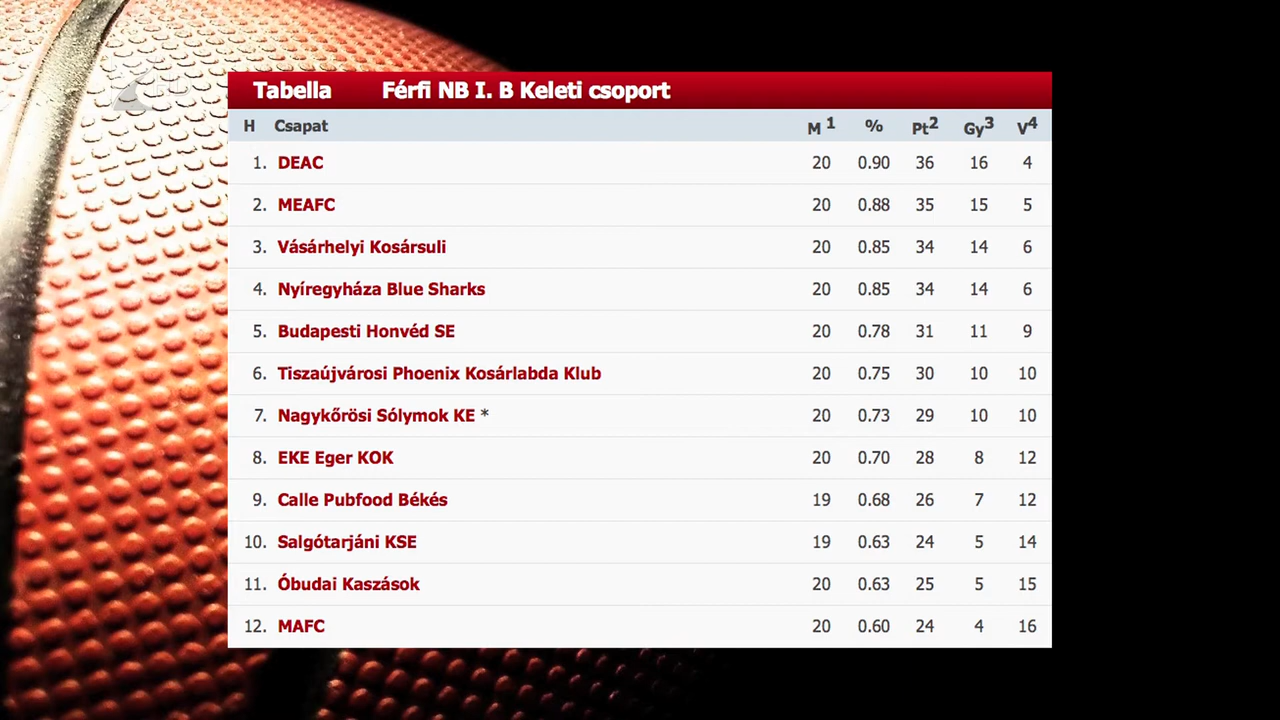 Tabella Férfi NB I. B Keleti csoport
H Csapat M 1 % Pt2 Gy3 V4
1. DEAC 20 0.90 36 16 4
2. MEAFC 20 0.88 35 15 5
3. Vásárhelyi Kosársuli 20 0.85 34 14 6
4. Nyíregyháza Blue Sharks 20 0.85 34 14 6
5. Budapesti Honvéd SE 20 0.78 31 11 9
6. Tiszaújvárosi Phoenix Kosárlabda Klub 20 0.75 30 10 10
7. Nagykőrösi Sólymok KE * 20 0.73 29 10 10
8. EKE Eger KOK 20 0.70 28 8 12
9. Calle Pubfood Békés 19 0.68 26 7 12
10. Salgótarjáni KSE 19 0.63 24 5 14
11. Óbudai Kaszások 20 0.63 25 5 15
12. MAFC 20 0.60 24 4 16